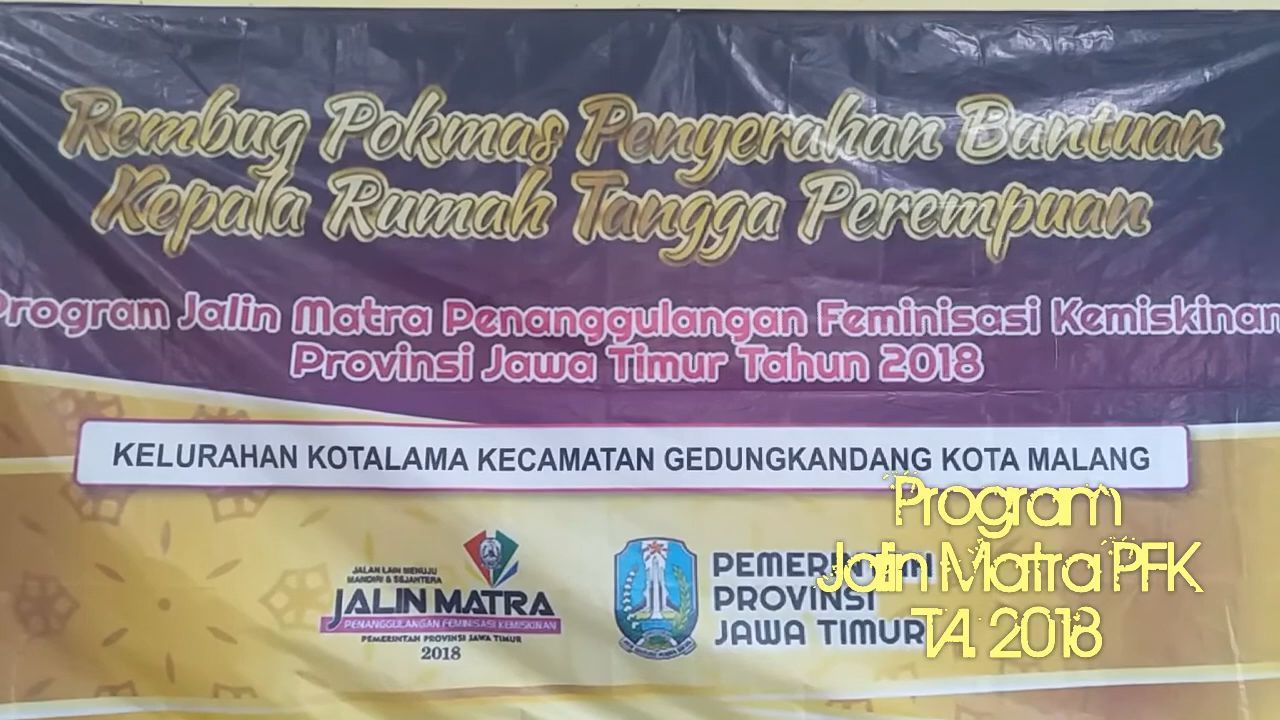 Rembug Pokmas Penyerahan Bantuan
Kepala Rumah Tangga Perempuan
Program Jalin Matra Penanggulangan Feminisasi Kemiskinan
Provinsi Jawa Timur Tahun 2018
KELURAHAN KOTALAMA KECAMATAN GEDUNGKANDANG KOTA MALANG
JALAN LAIN MENUJU
MANDIRI & SEJAHTERA
JALIN MATRA
PENANGGULANGAN FEMINISASI KEMISKINAN
PEMERINTAH PROVINSI JAWA TIMUR
2018
PEMERINTAH
PROVINSI
JAWA TIMUR
Program
Jalin Matra PFK
T.A. 2018